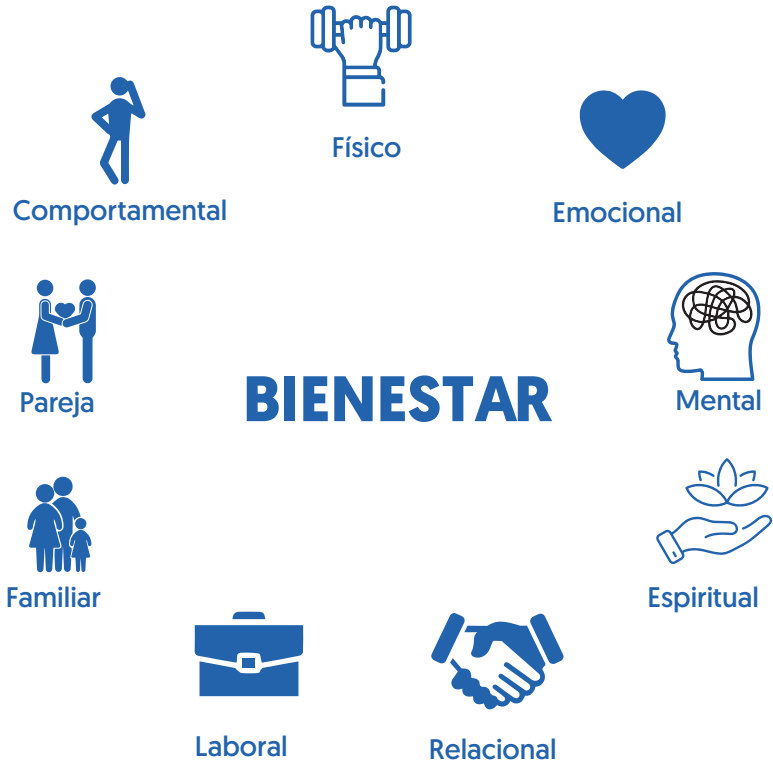 Físico
Comportamental
Emocional
Pareja
BIENESTAR
Mental
Familiar
Espiritual
Laboral
Relacional